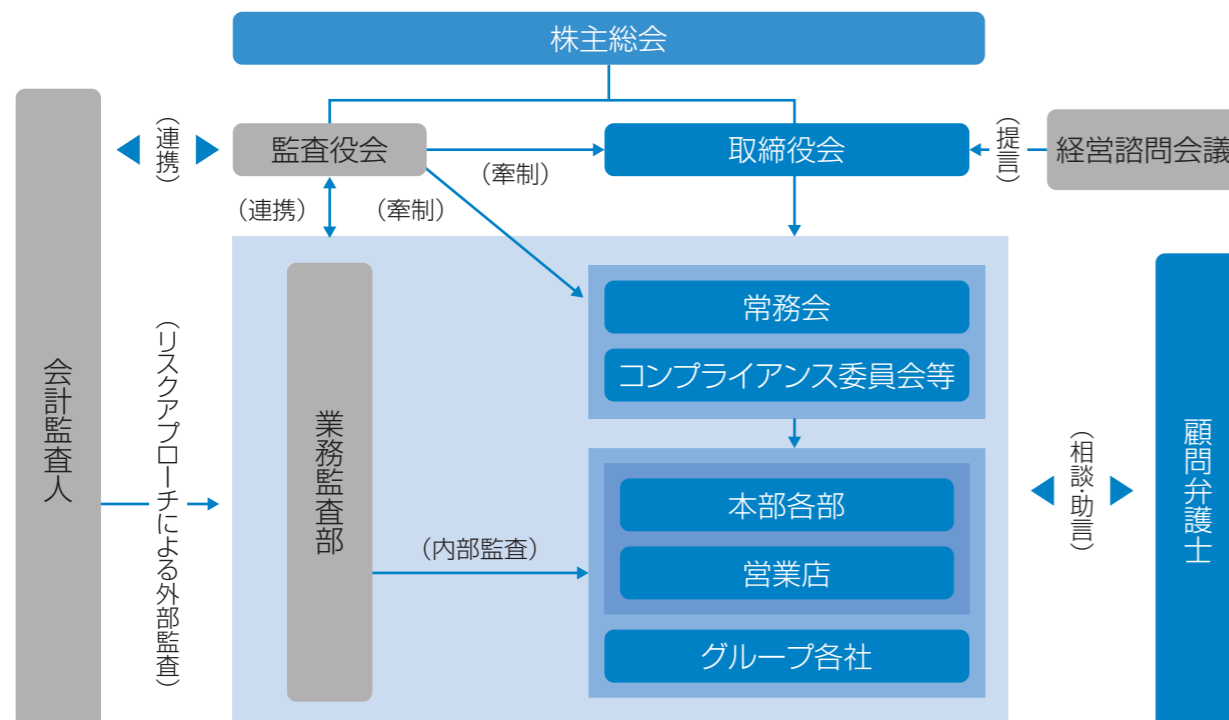 株主総会
(連携)
監査役会
(牽制)
取締役会
(提言)
経営諮問会議
(連携)
(牽制)
会計監査人
(リスクアプローチによる外部監査)
業務監査部
(内部監査)
常務会
コンプライアンス委員会等
本部各部
営業店
グループ各社
(相談・助言)
顧問弁護士